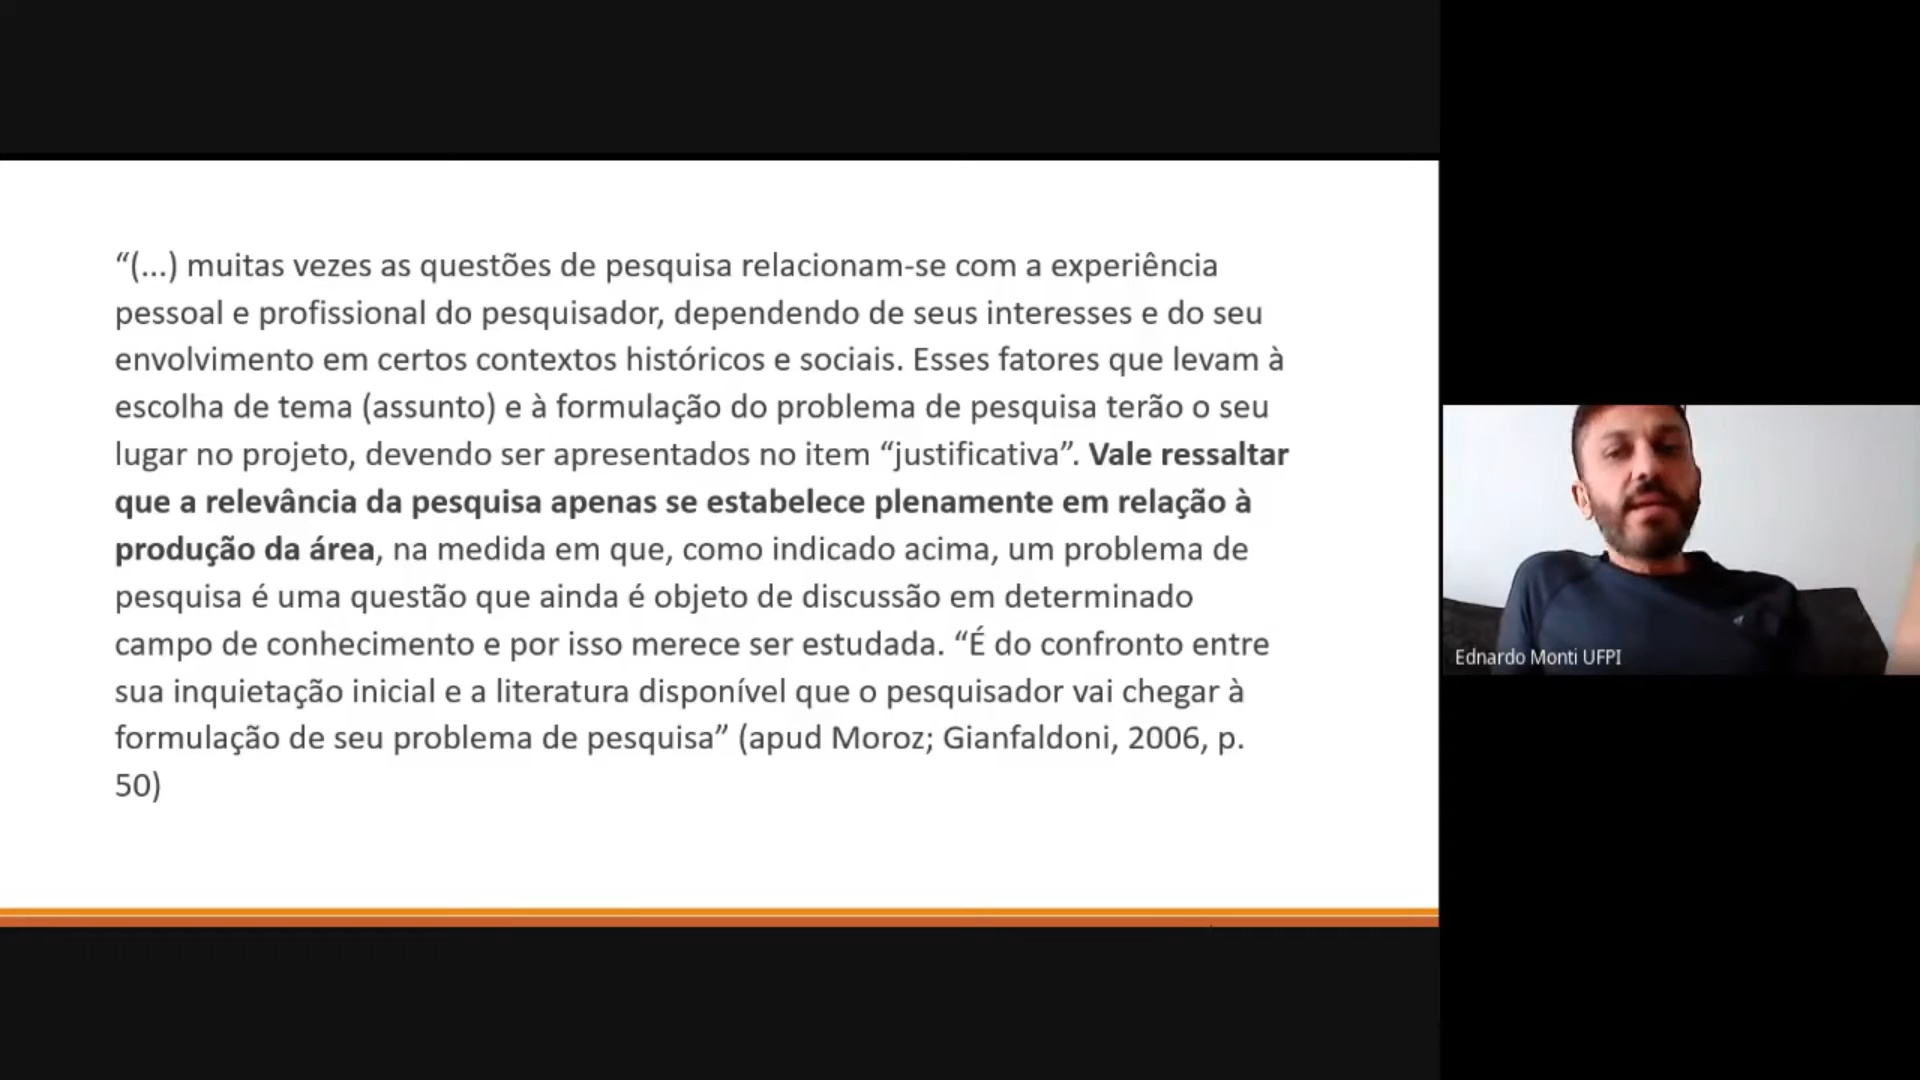 “(...) muitas vezes as questões de pesquisa relacionam-se com a experiência
pessoal e profissional do pesquisador, dependendo de seus interesses e do seu
envolvimento em certos contextos históricos e sociais. Esses fatores que levam à
escolha de tema (assunto) e à formulação do problema de pesquisa terão o seu
lugar no projeto, devendo ser apresentados no item “justificativa”. Vale ressaltar
que a relevância da pesquisa apenas se estabelece plenamente em relação à
produção da área, na medida em que, como indicado acima, um problema de
pesquisa é uma questão que ainda é objeto de discussão em determinado
campo de conhecimento e por isso merece ser estudada. “É do confronto entre
sua inquietação inicial e a literatura disponível que o pesquisador vai chegar à
formulação de seu problema de pesquisa” (apud Moroz; Gianfaldoni, 2006, p.
50)
Ednardo Monti UFPI